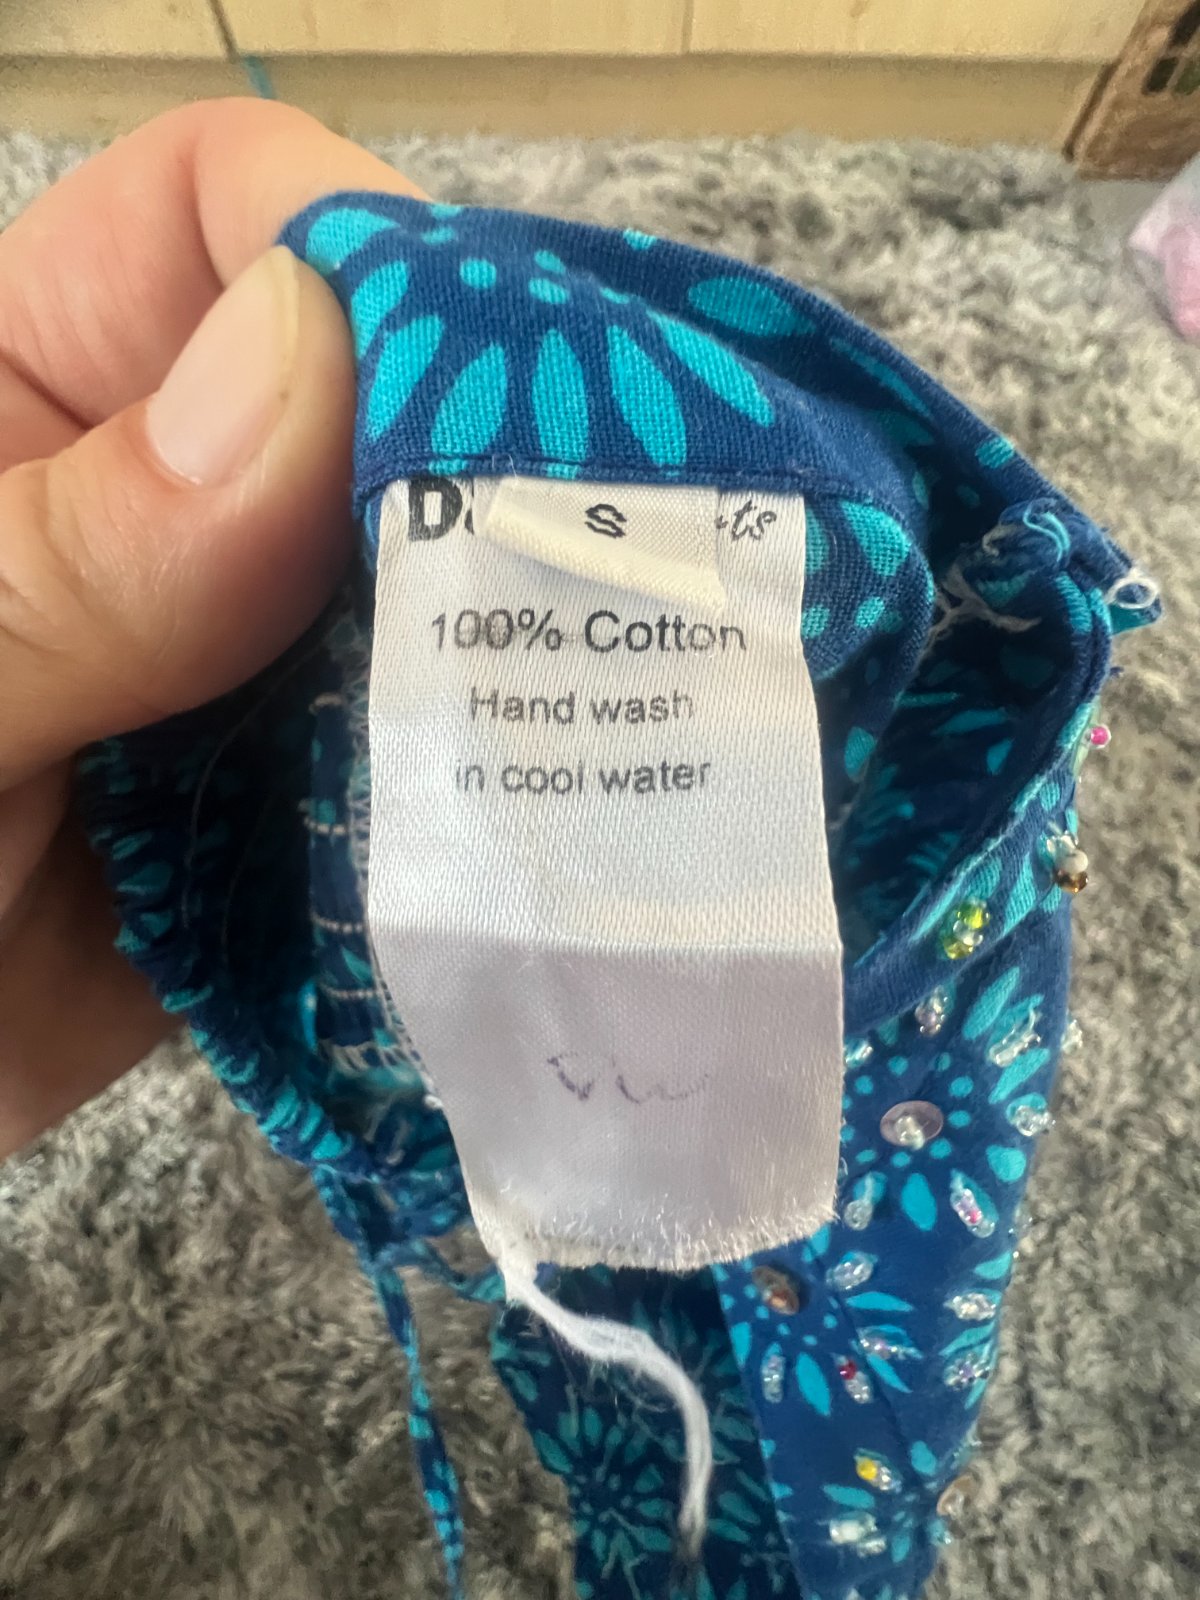 S
100% Cotton
Hand wash
in cool water